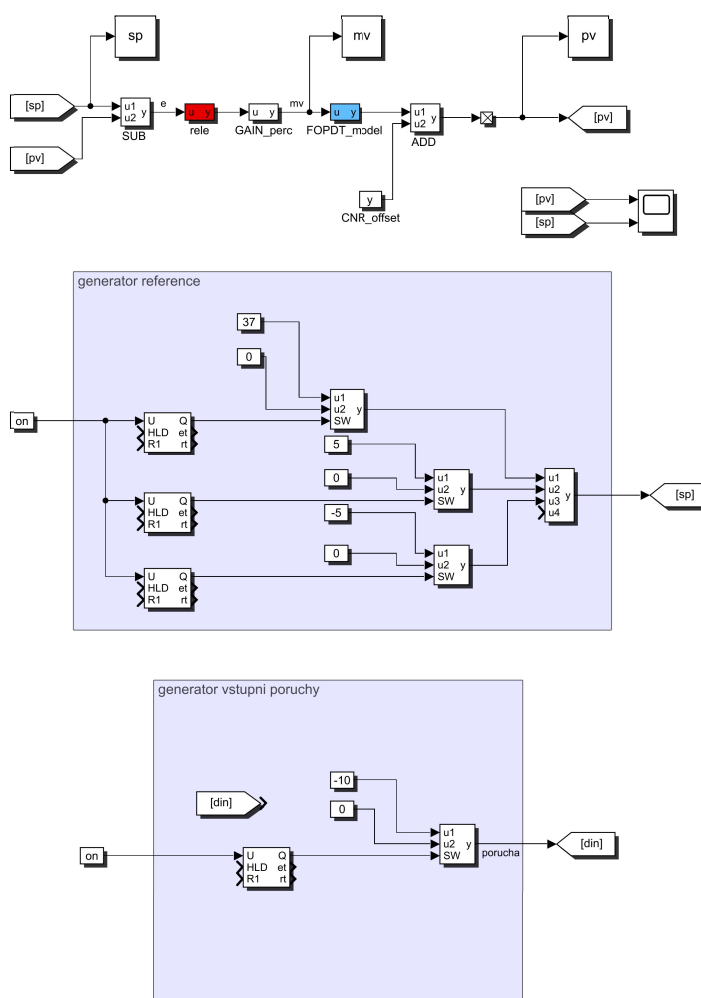 sp
mv
pv
[sp]
u1
u2
y
SUB
e
u y
rele
u y
GAIN_perc
mv
u y
FOPDT_model
u1
u2
y
ADD
[pv]
[pv]
y
CNR_offset
[pv]
[sp]
generator reference
37
0
u1
u2
SW
y
on
U Q
HLD et
R1 rt
5
0
u1
u2
SW
y
U Q
HLD et
R1 rt
-5
0
u1
u2
SW
y
u1
u2
u3
u4
y
[sp]
U Q
HLD et
R1 rt
generator vstupni poruchy
[din]
-10
0
u1
u2
SW
y
porucha
[din]
on
U Q
HLD et
R1 rt